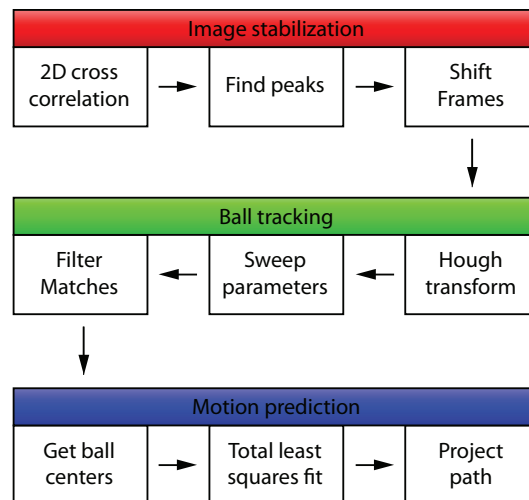 Image stabilization
2D cross
correlation
Find peaks
Shift
Frames
Ball tracking
Filter
Matches
Sweep
parameters
Hough
transform
Motion prediction
Get ball
centers
Total least
squares fit
Project
path